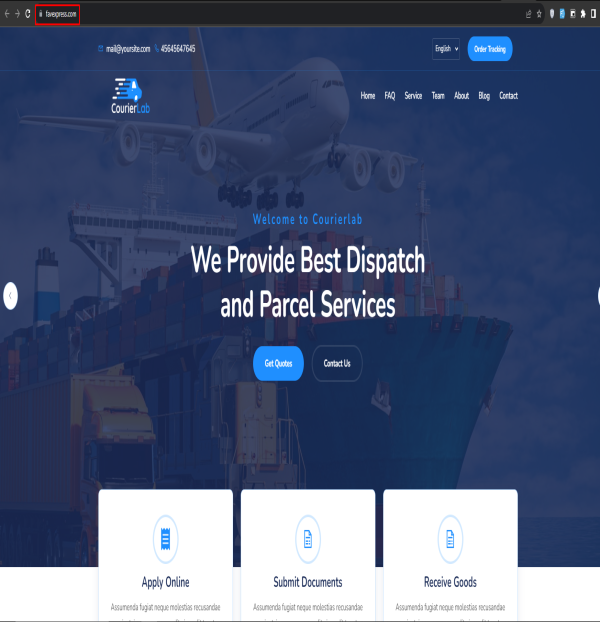 favexpress.com
mail@yoursite.com 45645647645
English
Order Tracking
CourierLab
Home FAQ Service Team About Blog Contact
Welcome to Courierlab
We Provide Best Dispatch
and Parcel Services
Get Quotes Contact Us
Apply Online Submit Documents Receive Goods
Assumenda fugiat neque molestias recusandae Assumenda fugiat neque molestias recusandae Assumenda fugiat neque molestias recusandae